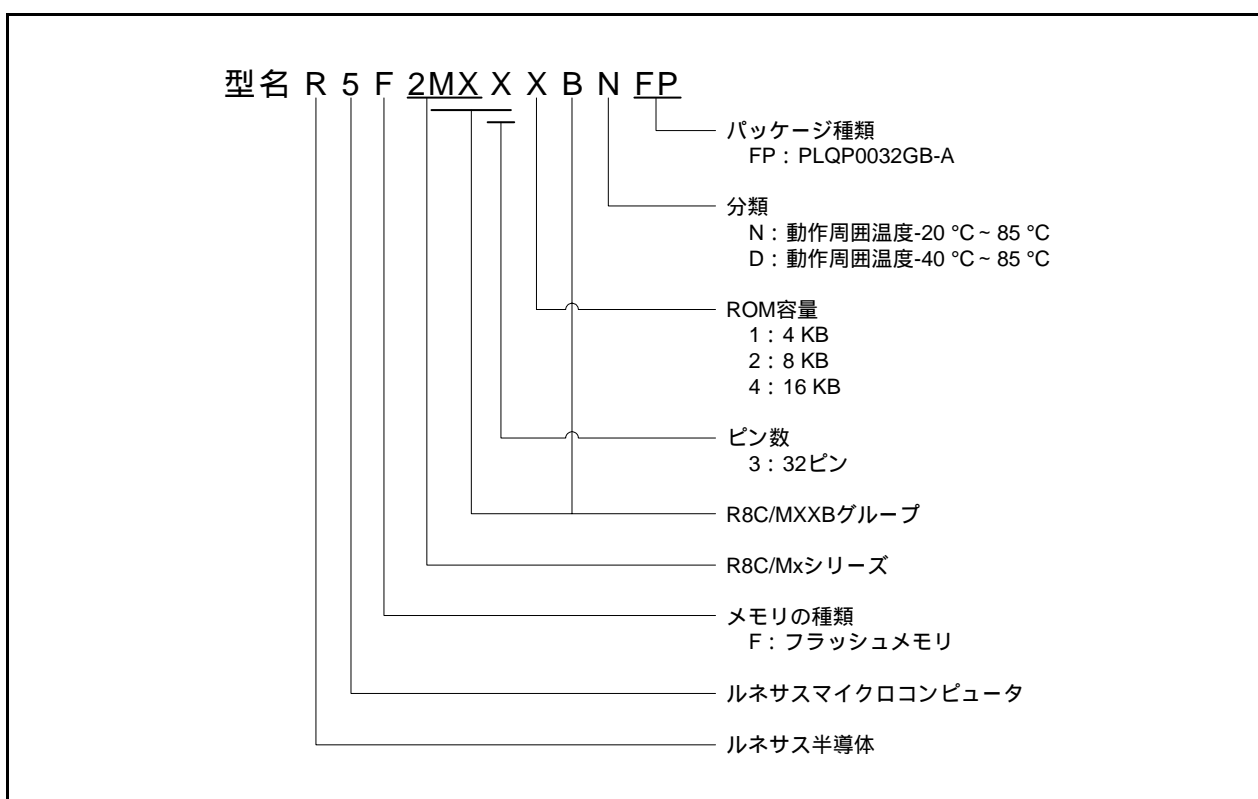 型名 R 5 F 2MX X X B N FP
パッケージ種類
FP : PLQP0032GB-A
分類
N : 動作周囲温度-20 °C ~ 85 °C
D : 動作周囲温度-40 °C ~ 85 °C
ROM容量
1 : 4 KB
2 : 8 KB
4 : 16 KB
ピン数
3 : 32ピン
R8C/MXXBグループ
R8C/Mxシリーズ
メモリの種類
F : フラッシュメモリ
ルネサスマイクロコンピュータ
ルネサス半導体